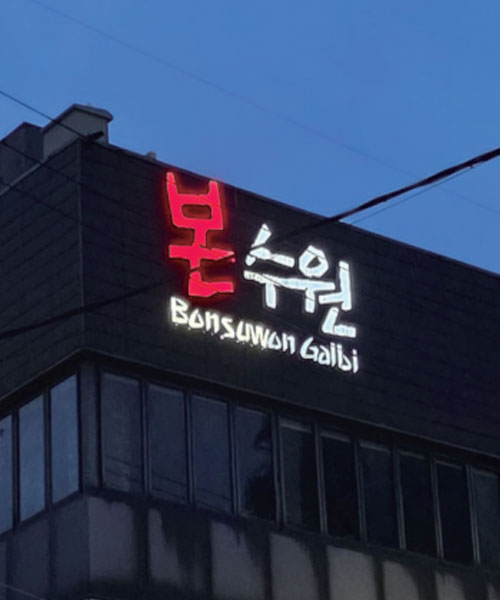 본수원
Bonsuwon Galbi